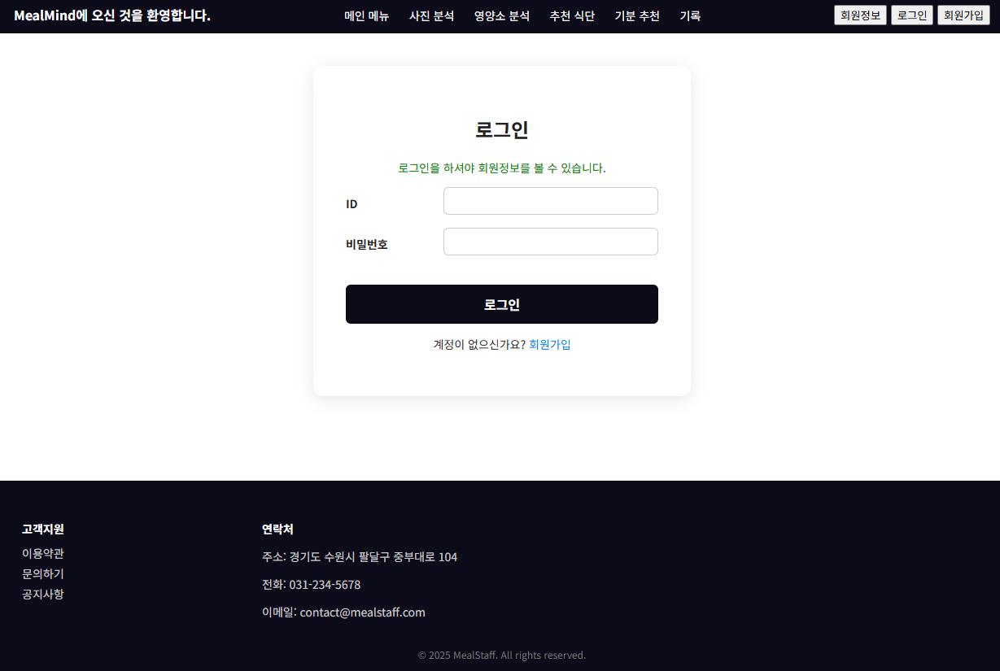 MealMind에 오신 것을 환영합니다.
메인 메뉴 사진 분석 영양소 분석 추천 식단 기분 추천 기록
회원정보 로그인 회원가입
로그인
로그인을 하셔야 회원정보를 볼 수 있습니다.
ID
비밀번호
로그인
계정이 없으신가요? 회원가입
고객지원
이용약관
문의하기
공지사항
연락처
주소: 경기도 수원시 팔달구 중부대로 104
전화: 031-234-5678
이메일: contact@mealstaff.com
© 2025 MealStaff. All rights reserved.